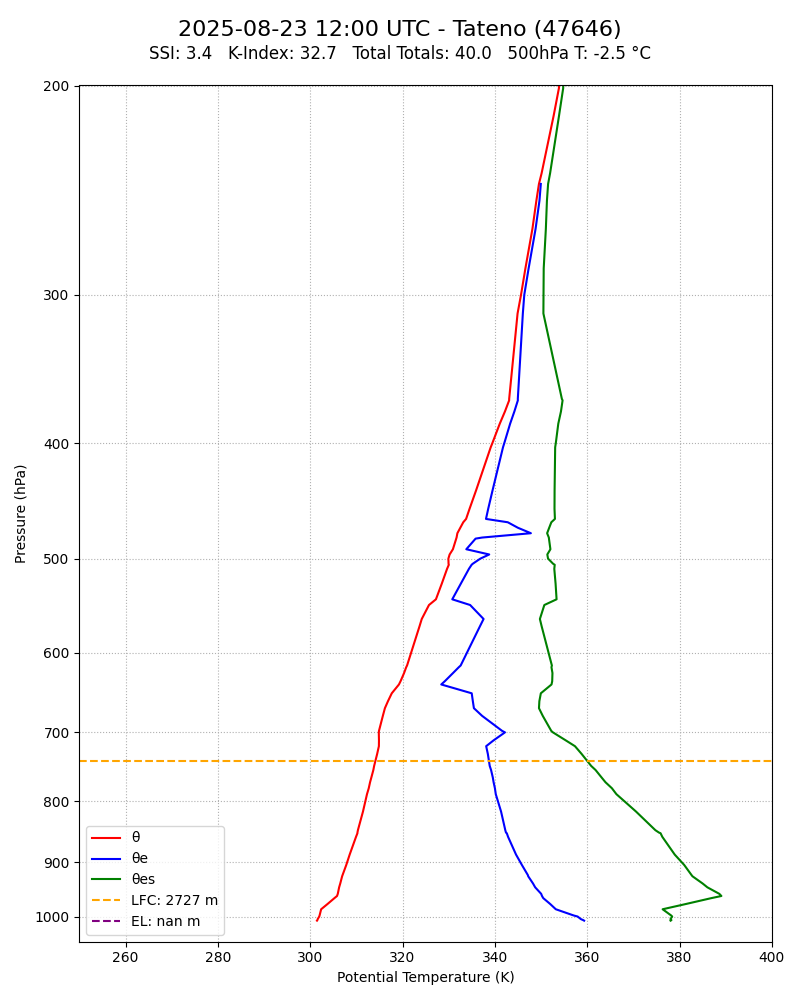 2025-08-23 12:00 UTC - Tateno (47646)
SSI: 3.4   K-Index: 32.7   Total Totals: 40.0   500hPa T: -2.5 °C
200
300
400
500
600
700
800
900
1000
Pressure (hPa)
θ
θe
θes
LFC: 2727 m
EL: nan m
260 280 300 320 340 360 380 400
Potential Temperature (K)